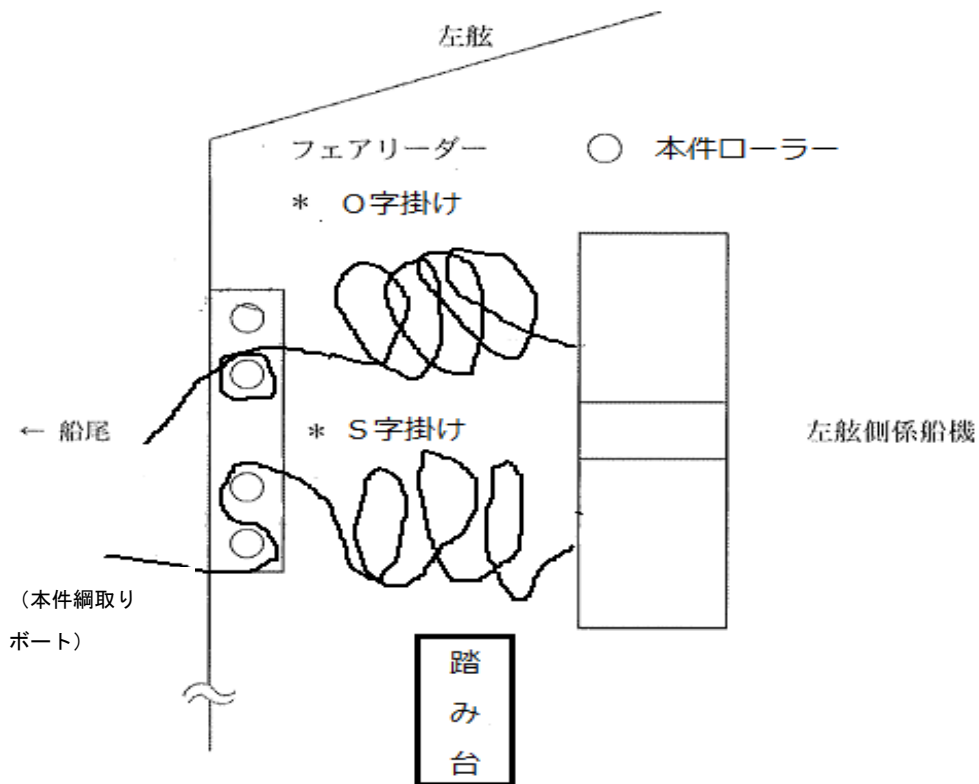 左舷
フェアリーダー ○ 本件ローラー
* O字掛け
← 船尾
* S字掛け
左舷側係船機
（本件綱取り
ボート）
踏
み
台